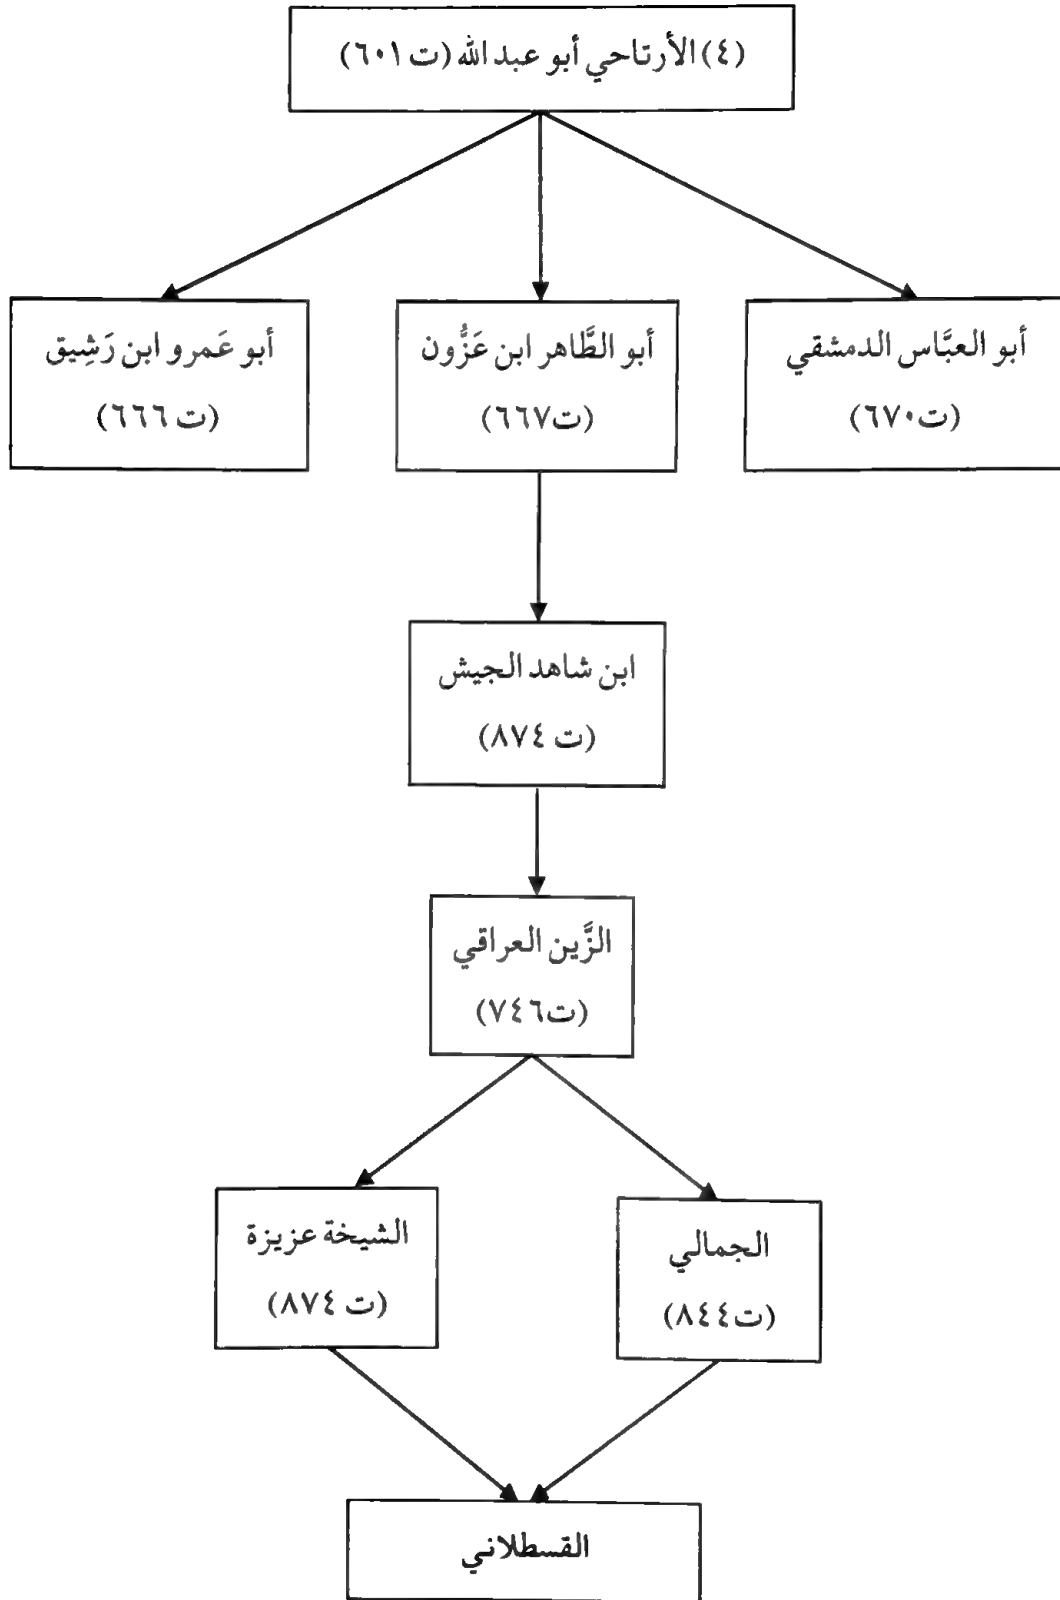 (٤) الأرتاحي أبو عبد الله (ت ٦٠١)
أبو العبَّاس الدمشقي
(ت٦٧٠)
أبو الطَّاهر ابن عَزُّون
(ت٦٦٧)
أبو عَمرو ابن رَشِيق
(ت ٦٦٦)
ابن شاهد الجيش
(ت ٨٧٤)
الزَّين العراقي
(ت٧٤٦)
الجمالي
(ت٨٤٤)
الشيخة عزيزة
(ت ٨٧٤)
القسطلاني